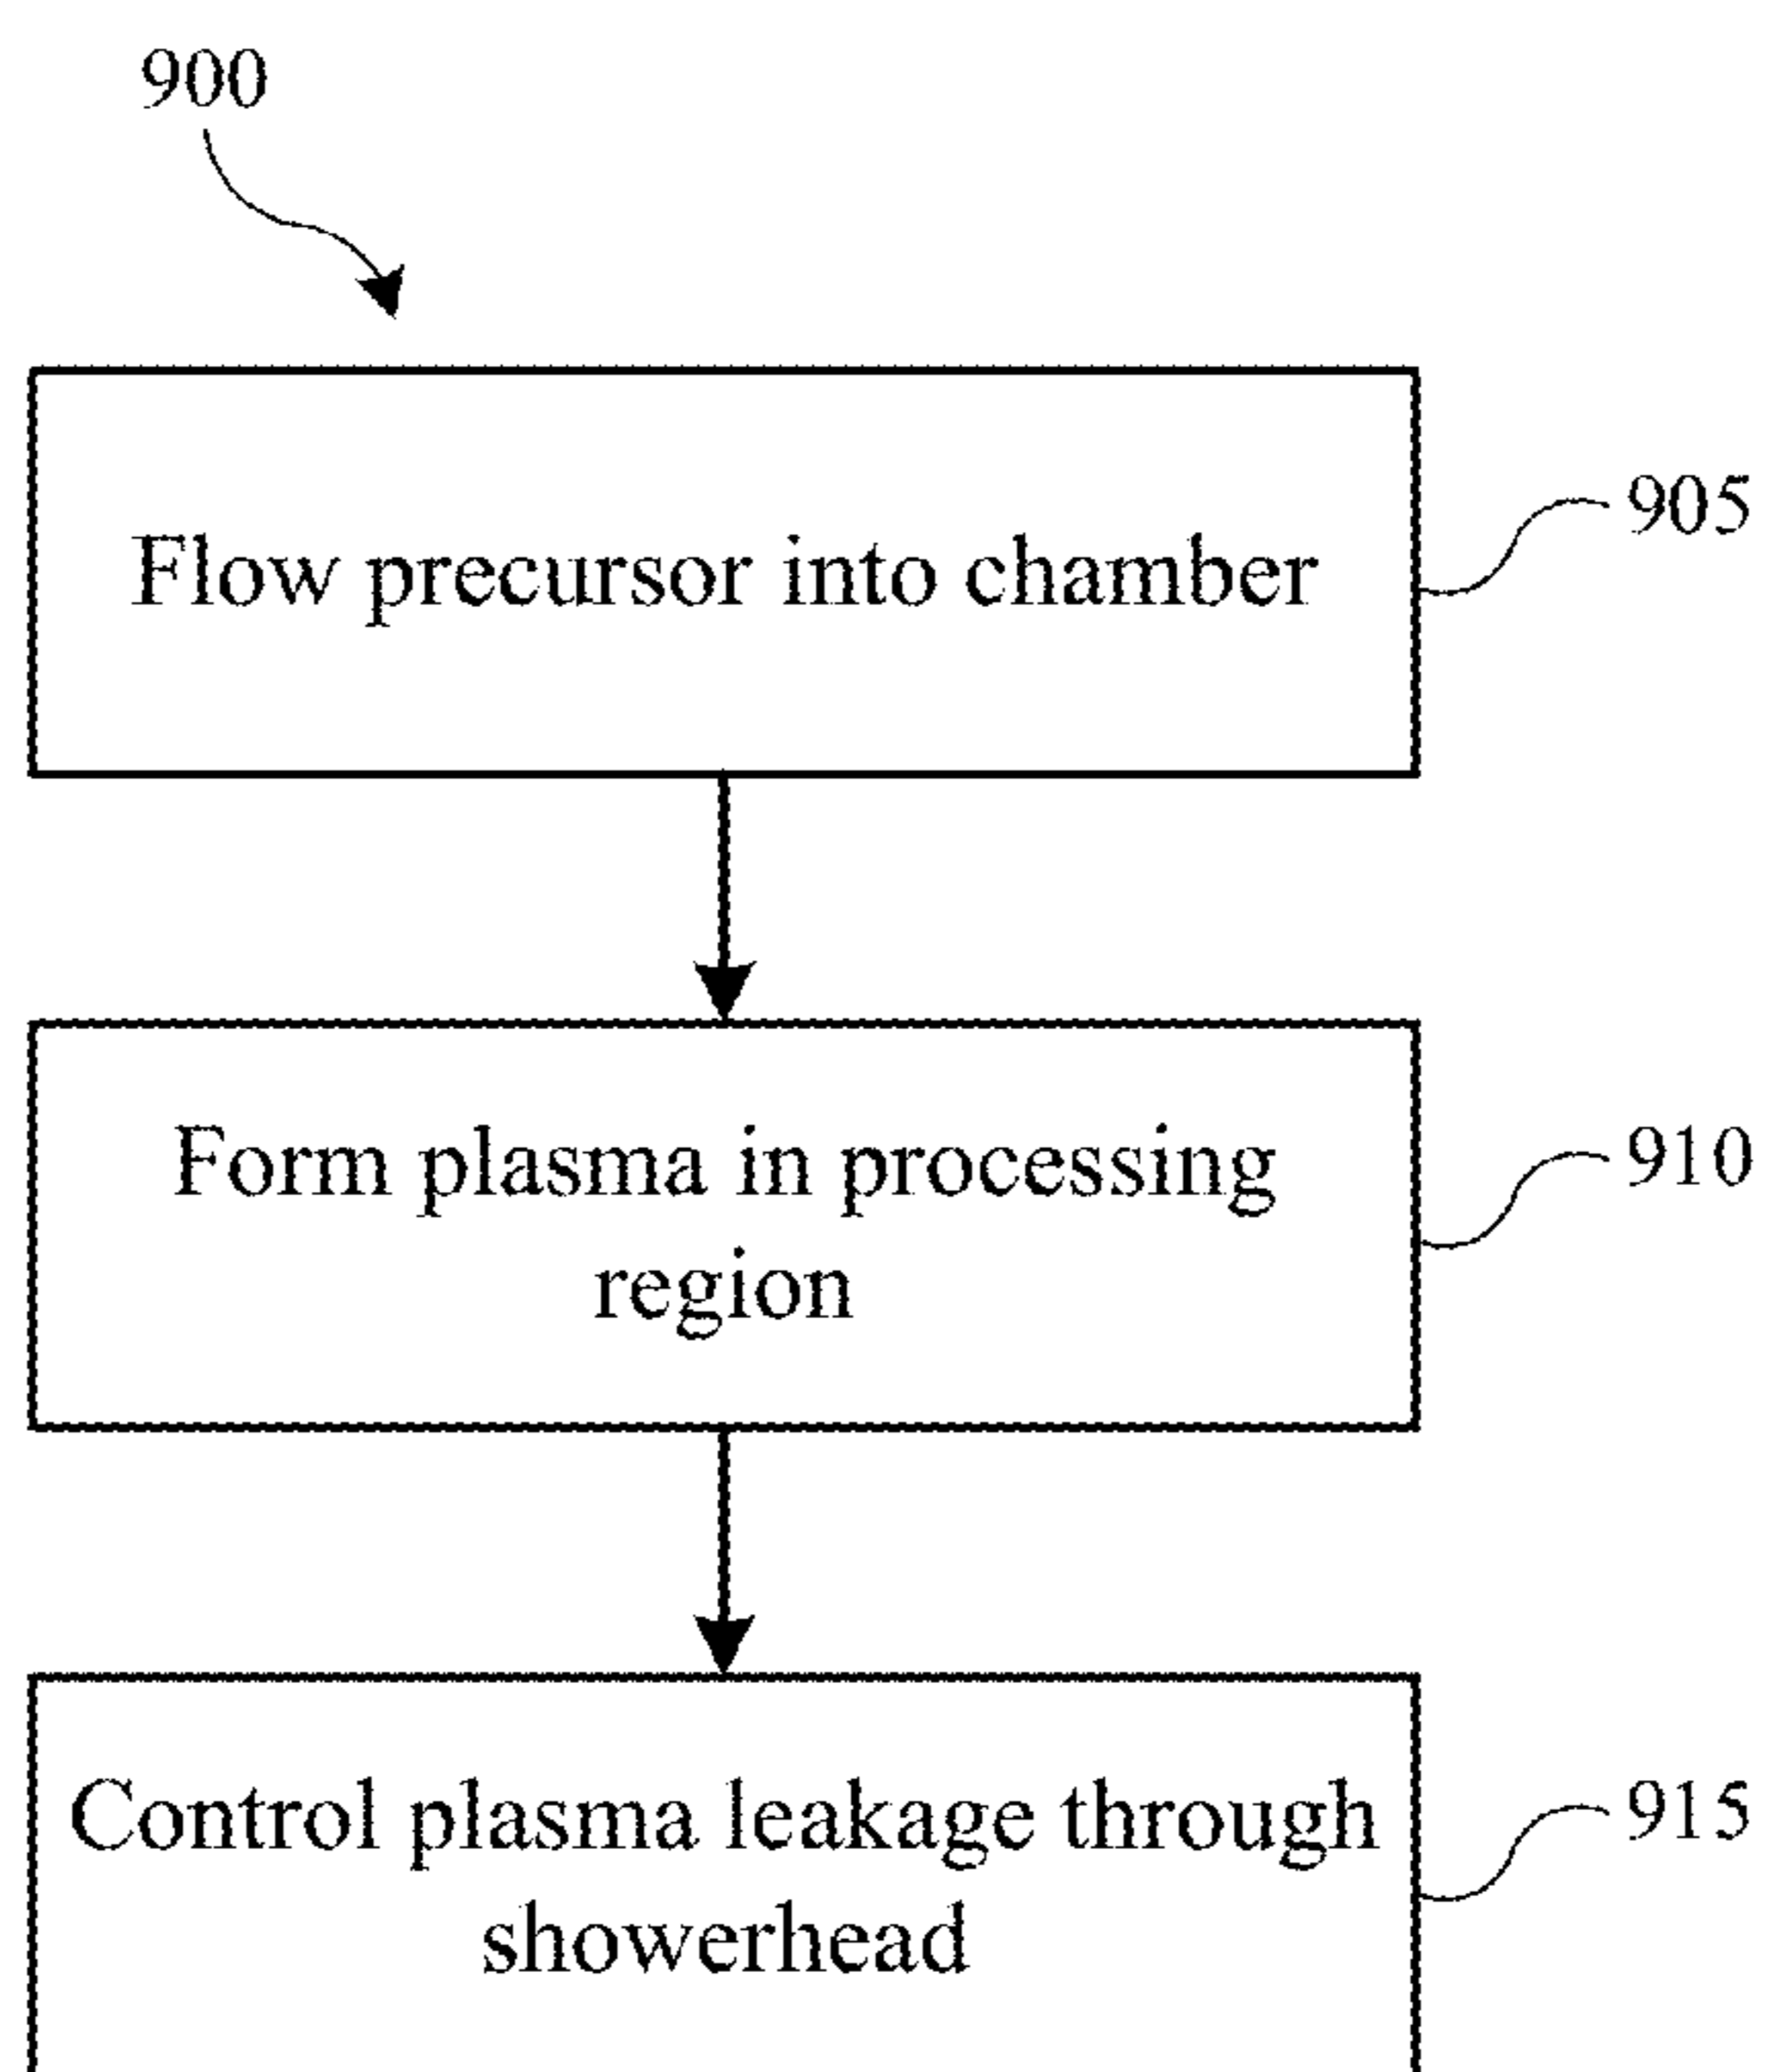 900
Flow precursor into chamber
905
Form plasma in processing
region
910
Control plasma leakage through
showerhead
915